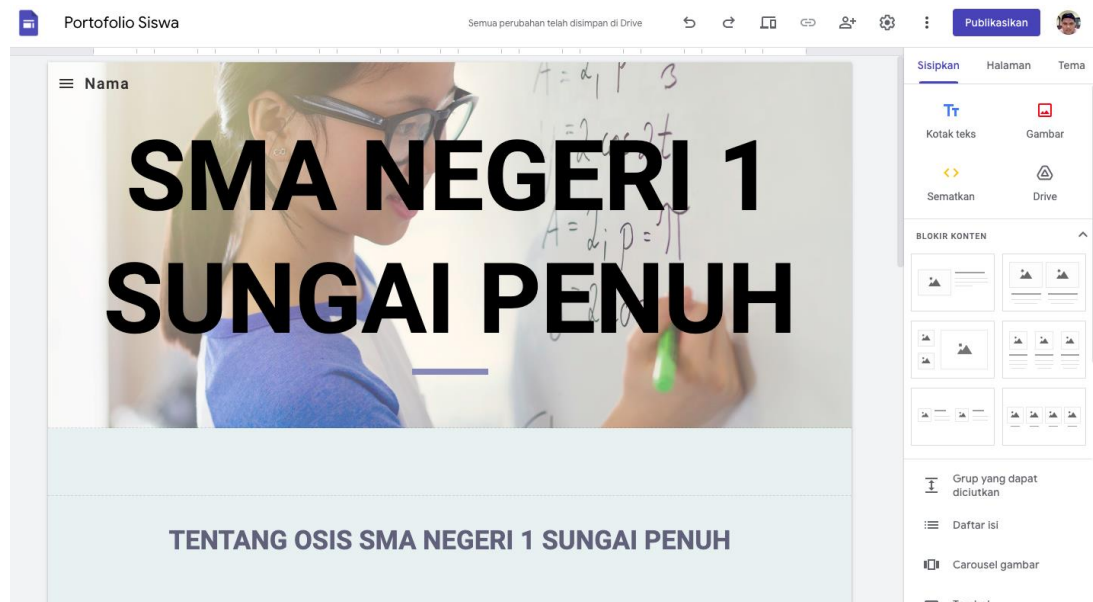 Portofolio Siswa
Semua perubahan telah disimpan di Drive
Publikasikan
Nama
SMA NEGERI 1
SUNGAI PENUH
TENTANG OSIS SMA NEGERI 1 SUNGAI PENUH
Sisipkan Halaman Tema
Kotak teks Gambar
Sematkan Drive
BLOKIR KONTEN
Grup yang dapat
diciutkan
Daftar isi
Carousel gambar